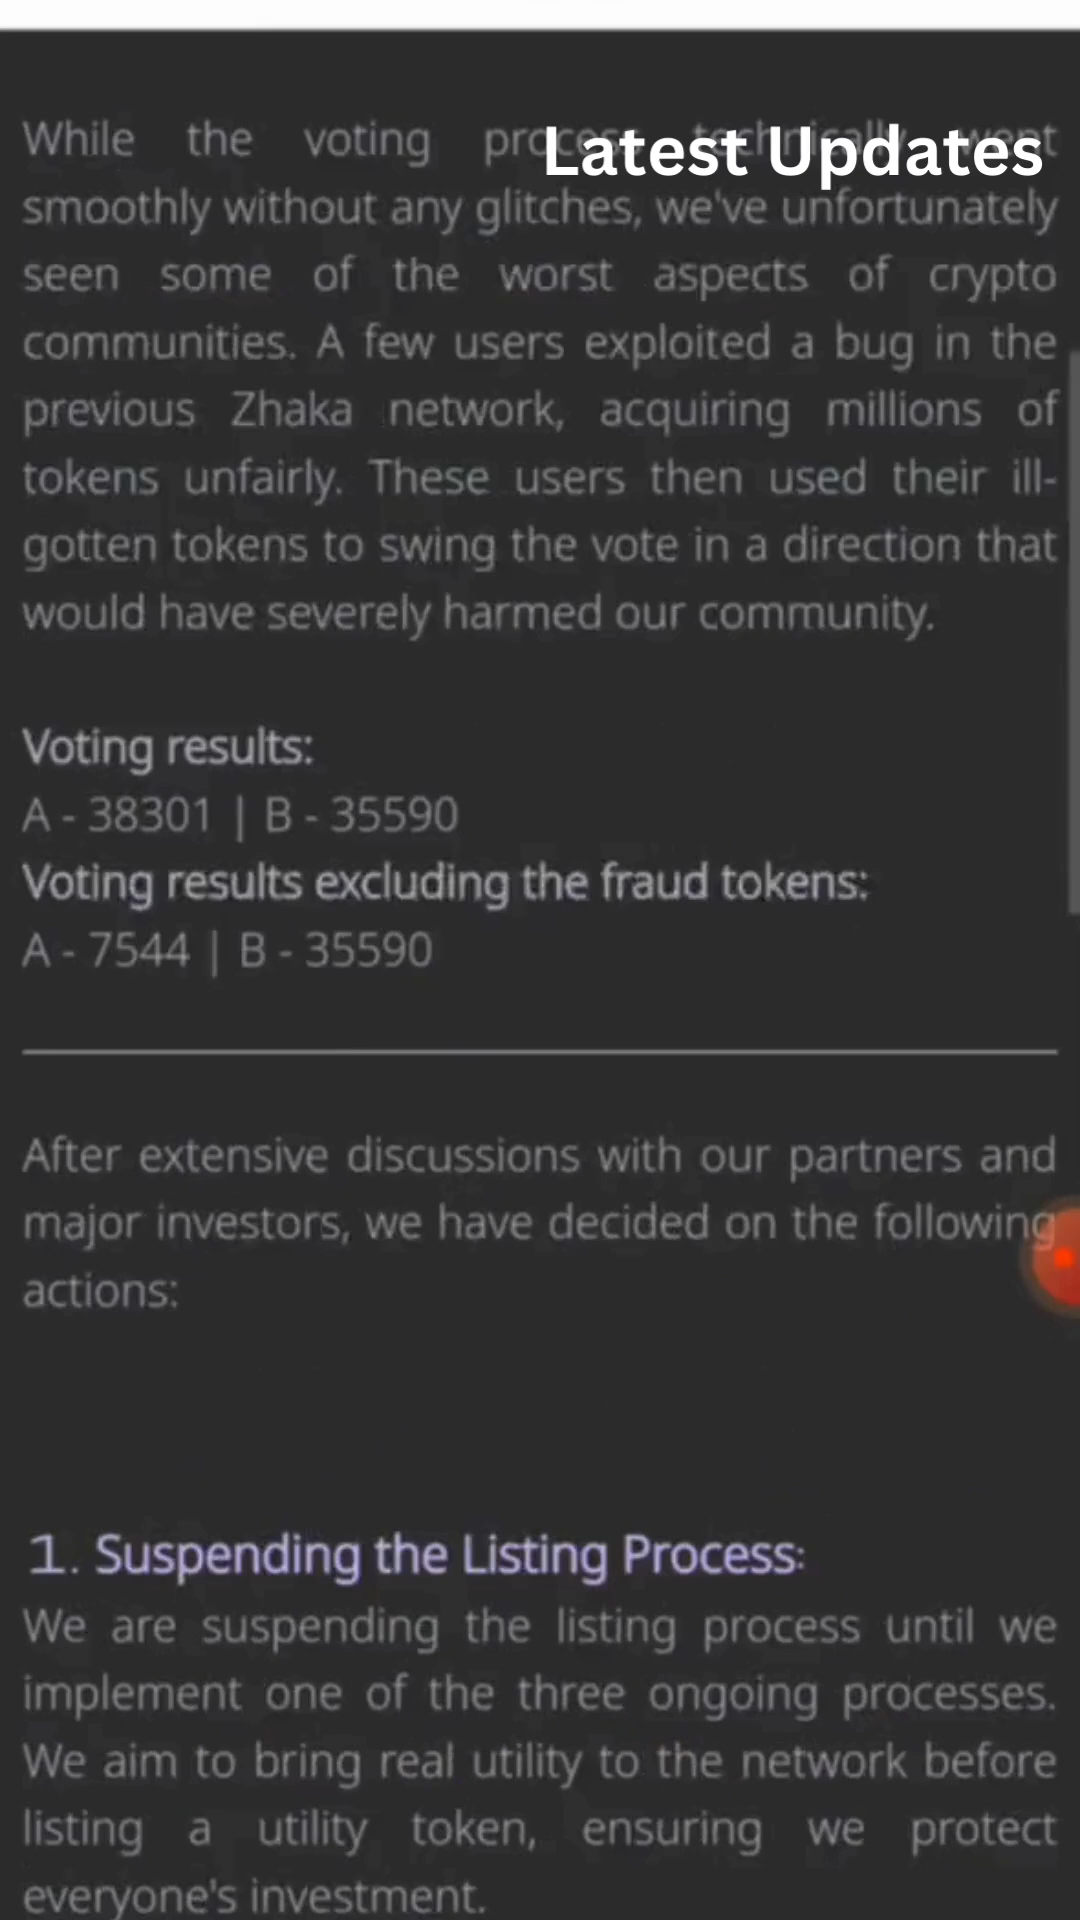 Latest Updates
While the voting process technically went
smoothly without any glitches, we've unfortunately
seen some of the worst aspects of crypto
communities. A few users exploited a bug in the
previous Zhaka network, acquiring millions of
tokens unfairly. These users then used their ill-
gotten tokens to swing the vote in a direction that
would have severely harmed our community.
Voting results:
A - 38301 | B - 35590
Voting results excluding the fraud tokens:
A - 7544 | B - 35590
After extensive discussions with our partners and
major investors, we have decided on the following
actions:
1. Suspending the Listing Process:
We are suspending the listing process until we
implement one of the three ongoing processes.
We aim to bring real utility to the network before
listing a utility token, ensuring we protect
everyone's investment.